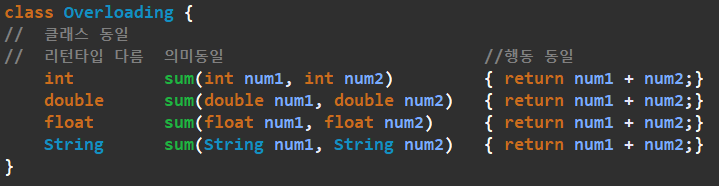 class Overloading {
//  클래스 동일
//  리턴타입 다름  의미동일                    //행동 동일
    int         sum(int num1, int num2)         { return num1 + num2;}
    double      sum(double num1, double num2)   { return num1 + num2;}
    float       sum(float num1, float num2)     { return num1 + num2;}
    String      sum(String num1, String num2)   { return num1 + num2;}
}